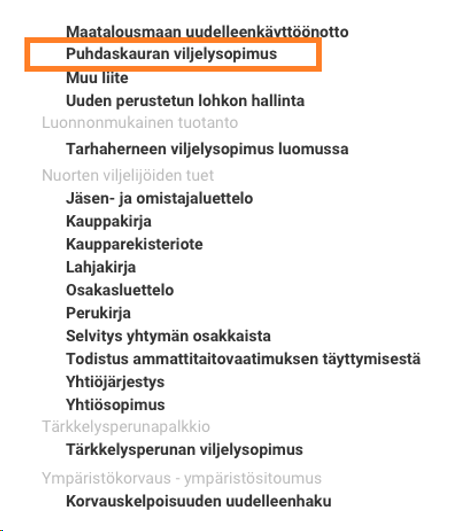 Maatalousmaan uudelleenkäyttöönotto
Puhdaskauran viljelysopimus
Muu liite
Uuden perustetun lohkon hallinta
Luonnonmukainen tuotanto
Tarhaherneen viljelysopimus luomussa
Nuorten viljelijöiden tuet
Jäsen- ja omistajaluettelo
Kauppakirja
Kaupparekisteriote
Lahjakirja
Osakasluettelo
Perukirja
Selvitys yhtymän osakkaista
Todistus ammattitaitovaatimuksen täyttymisestä
Yhtiöjärjestys
Yhtiösopimus
Tärkkelysperunapalkkio
Tärkkelysperunan viljelysopimus
Ympäristökorvaus - ympäristösitoumus
Korvauskelpoisuuden uudelleenhaku